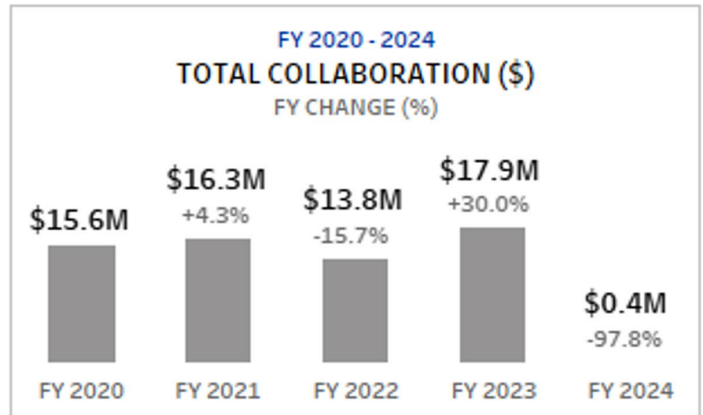 FY 2020 - 2024
TOTAL COLLABORATION ($)
FY CHANGE (%)
$15.6M
$16.3M
+4.3%
$13.8M
-15.7%
$17.9M
+30.0%
$0.4M
-97.8%
FY 2020 FY 2021 FY 2022 FY 2023 FY 2024